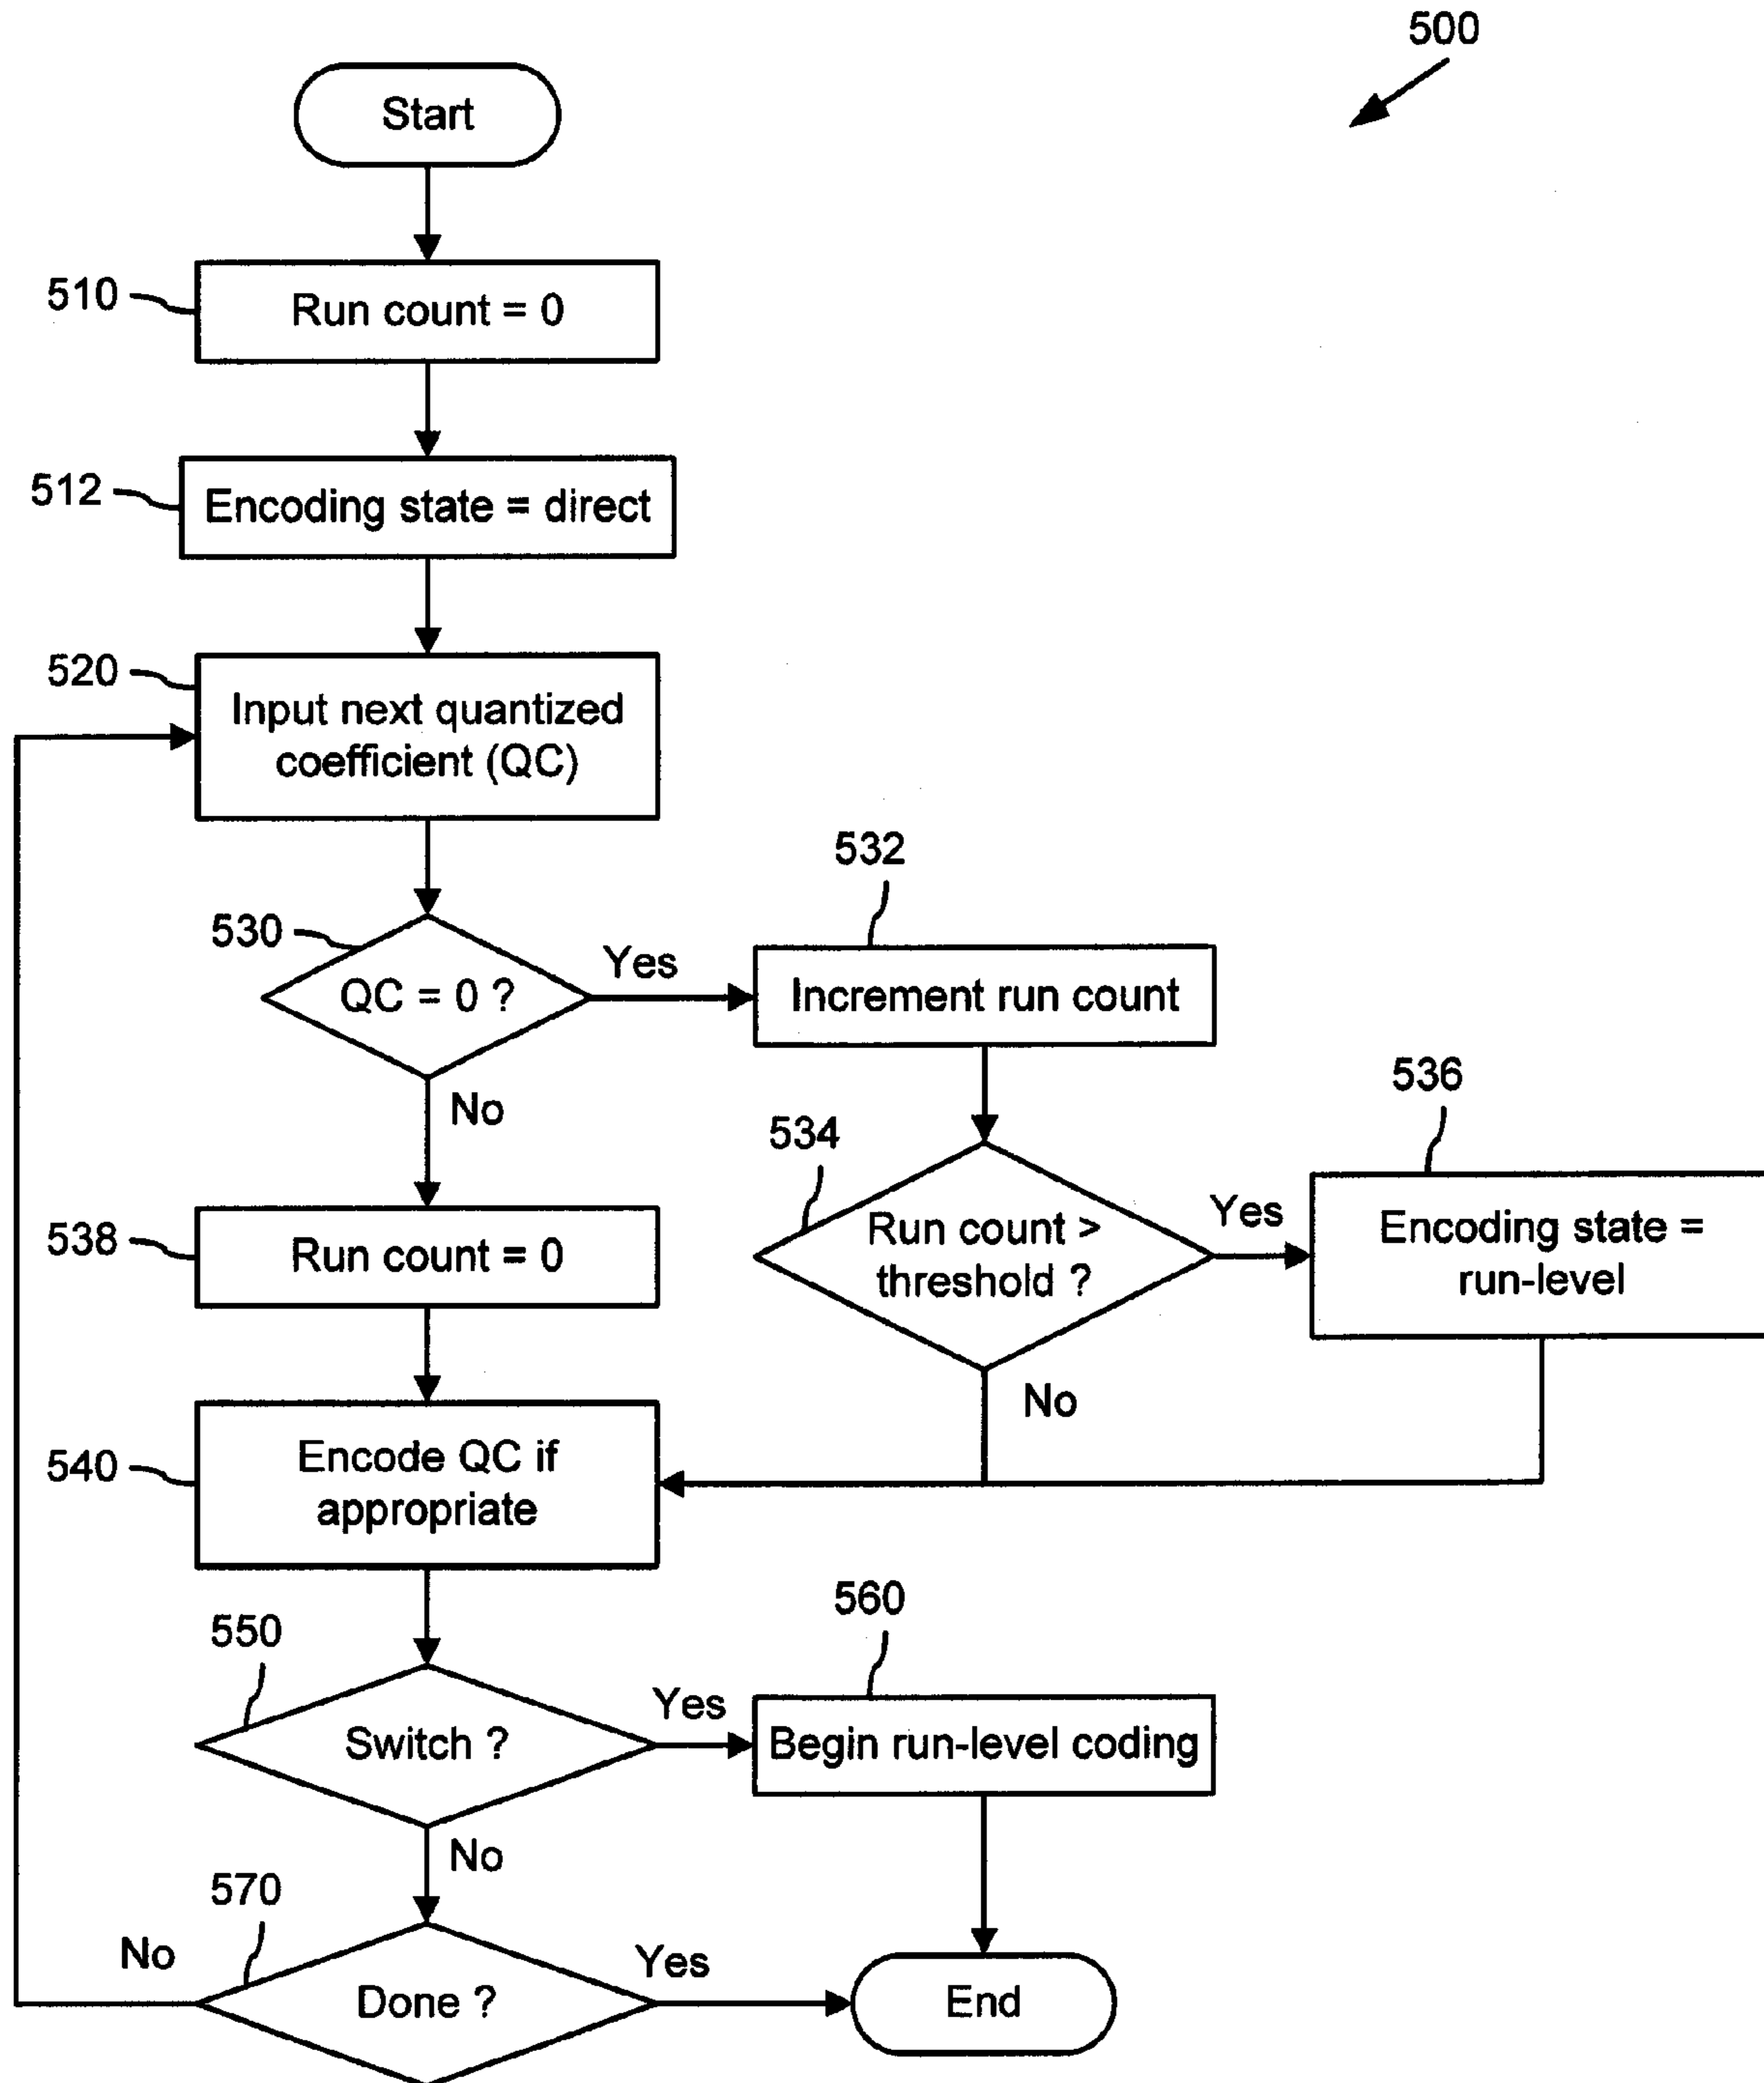 500
Start
510
Run count = 0
512
Encoding state = direct
520
Input next quantized
coefficient (QC)
532
530
QC = 0 ?
Yes
Increment run count
No
536
534
538
Run count = 0
Run count >
threshold ?
Yes
Encoding state =
run-level
No
540
Encode QC if
appropriate
560
550
Switch ?
Yes
Begin run-level coding
No
570
No
Done ?
Yes
End